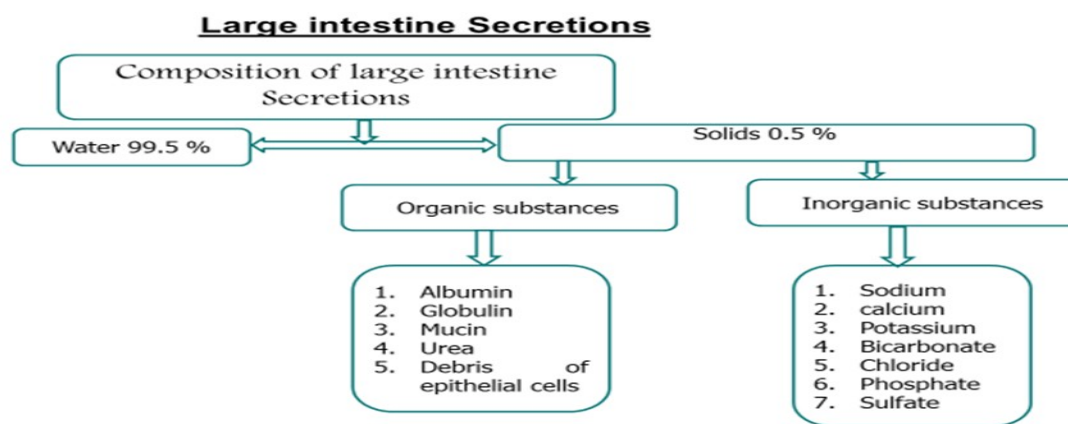 Large intestine Secretions
Composition of large intestine
Secretions
Water 99.5 %
Solids 0.5 %
Organic substances
Inorganic substances
1. Albumin
2. Globulin
3. Mucin
4. Urea
5. Debris of
epithelial cells
1. Sodium
2. calcium
3. Potassium
4. Bicarbonate
5. Chloride
6. Phosphate
7. Sulfate